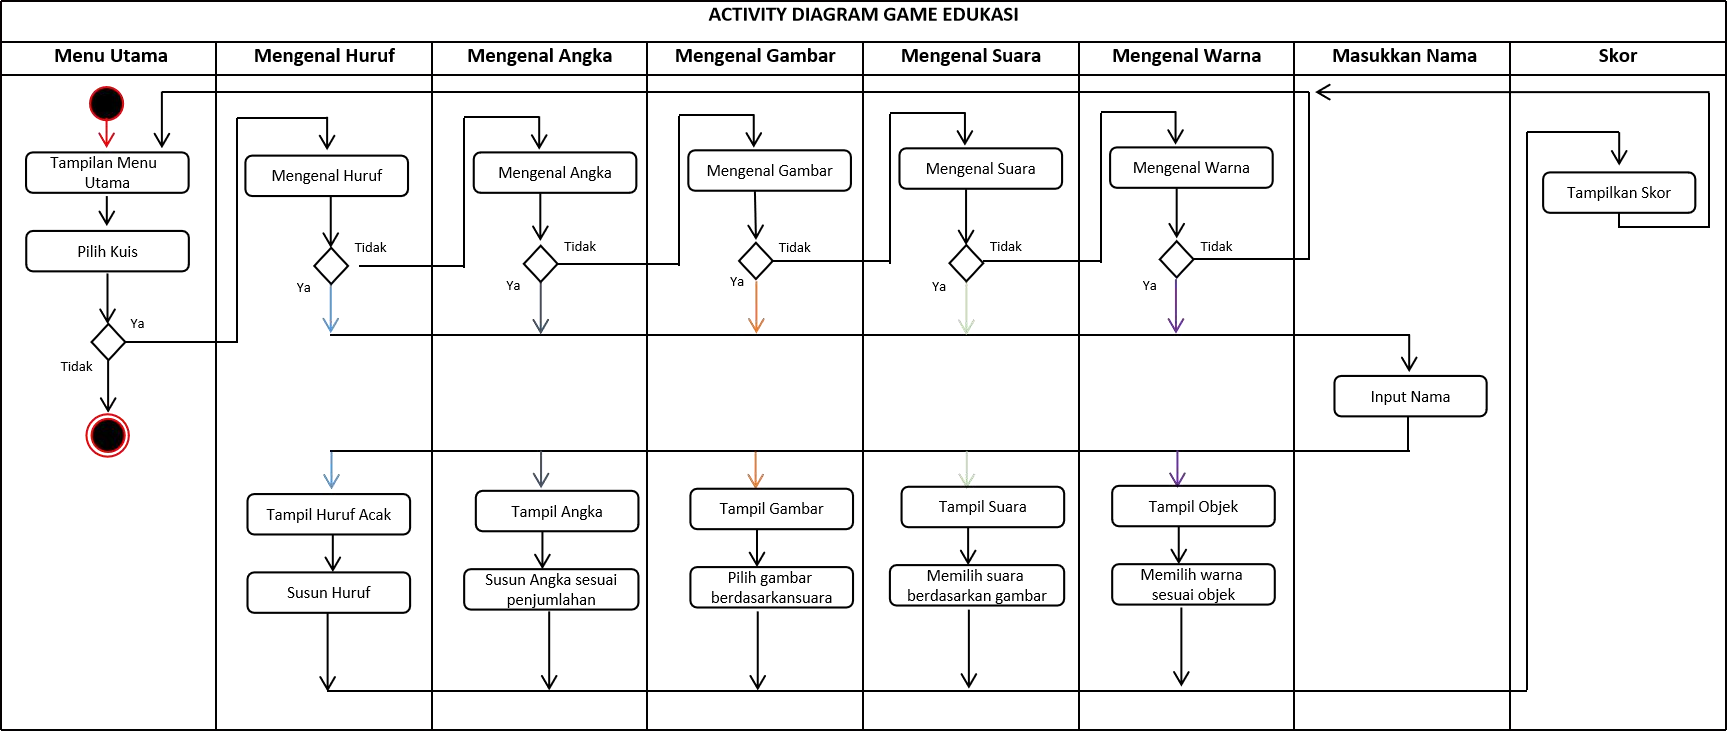 ACTIVITY DIAGRAM GAME EDUKASI
Menu Utama
Mengenal Huruf
Mengenal Angka
Mengenal Gambar
Mengenal Suara
Mengenal Warna
Masukkan Nama
Skor
Tampilan Menu
Utama
Mengenal Huruf
Mengenal Angka
Mengenal Gambar
Mengenal Suara
Mengenal Warna
Tampilkan Skor
Pilih Kuis
Tidak
Tidak
Tidak
Tidak
Tidak
Ya
Ya
Ya
Ya
Ya
Ya
Tidak
Input Nama
Tampil Huruf Acak
Tampil Angka
Tampil Gambar
Tampil Suara
Tampil Objek
Susun Huruf
Susun Angka sesuai
penjumlahan
Pilih gambar
berdasarkansuara
Memilih suara
berdasarkan gambar
Memilih warna
sesuai objek